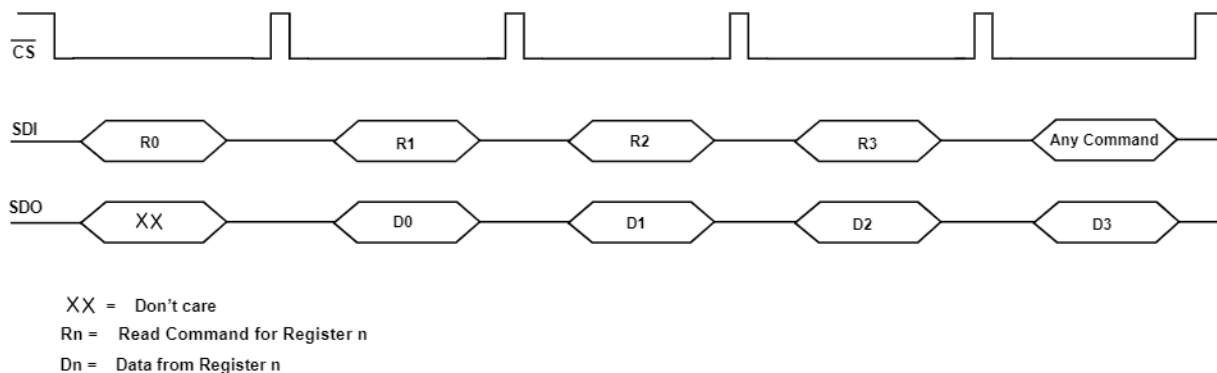 CS
SDI
R0 R1 R2 R3 Any Command
SDO
XX D0 D1 D2 D3
XX = Don't care
Rn = Read Command for Register n
Dn = Data from Register n